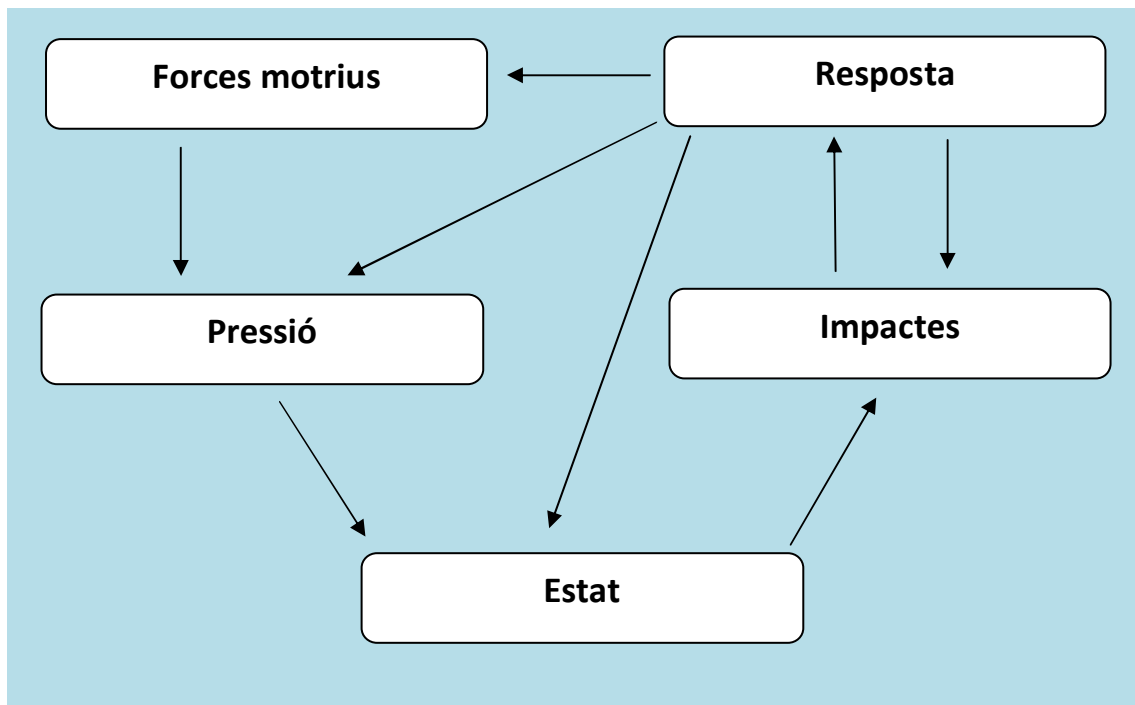 Forces motrius
Resposta
Pressió
Impactes
Estat